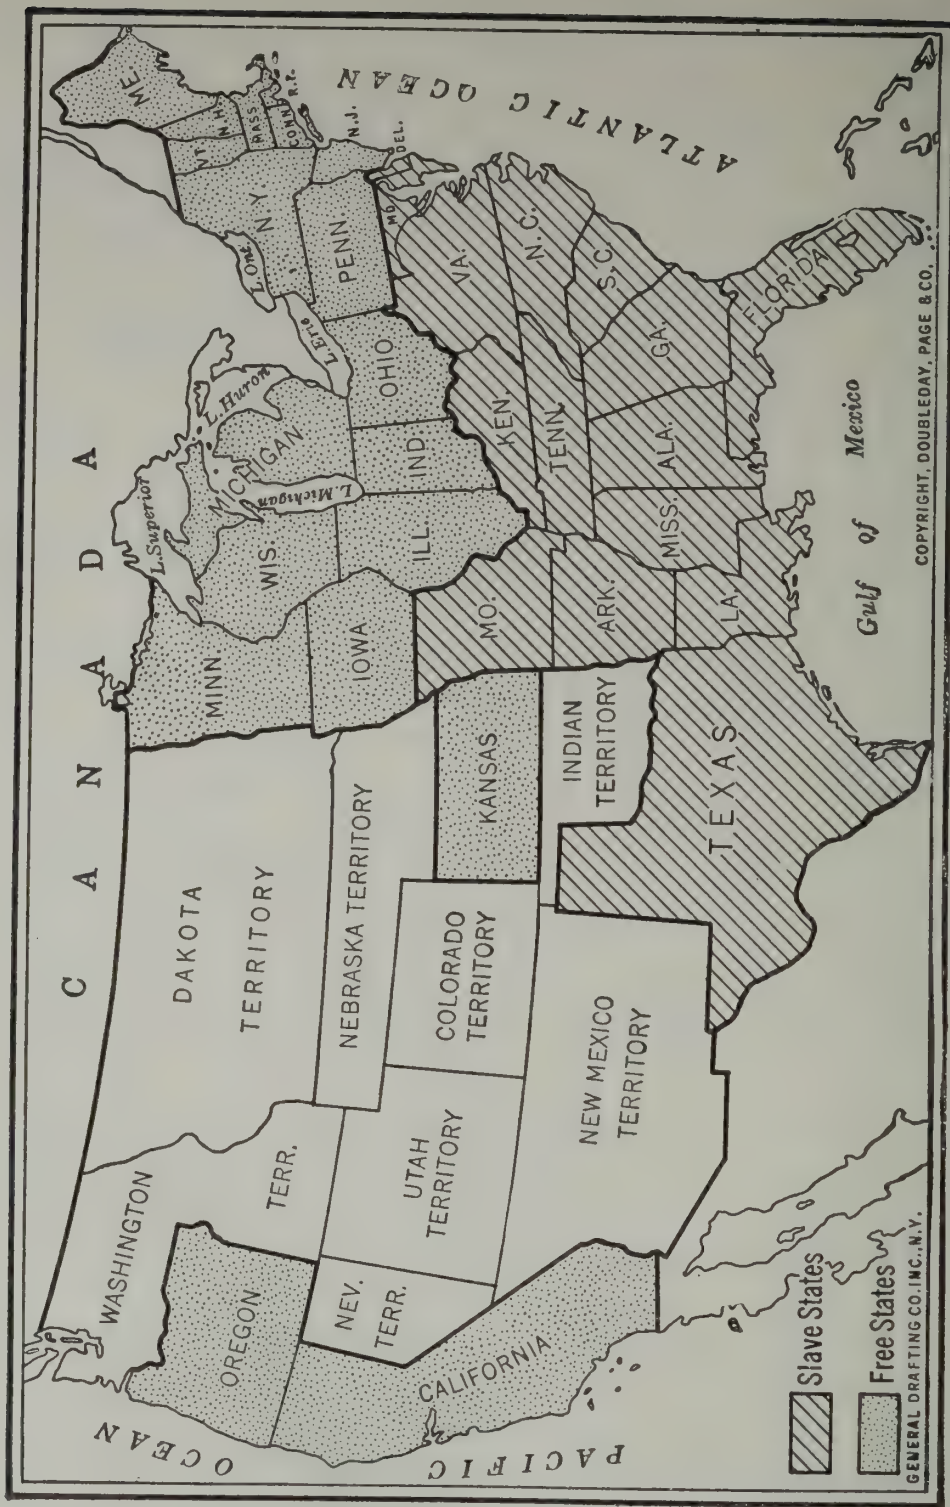 C A N A D A
WASHINGTON
TERR.
OREGON
CALIFORNIA
NEV.
TERR.
UTAH
TERRITORY
DAKOTA
TERRITORY
NEBRASKA TERRITORY
COLORADO
TERRITORY
NEW MEXICO
TERRITORY
KANSAS
INDIAN
TERRITORY
TEXAS
MINN
IOWA
MO.
ARK.
LA.
WIS.
ILL.
MICHIGAN
IND.
OHIO
KEN.
TENN.
MISS.
ALA.
GA.
FLORIDA
S.C.
N.C.
VA.
MD.
DEL.
PENN
N.J.
N.Y.
CONN.
R.I.
MASS.
VT.
N.H.
ME.
L. Superior
L. Michigan
L. Huron
L. Erie
L. Ont.
PACIFIC OCEAN
ATLANTIC OCEAN
Gulf of Mexico
Slave States
Free States
GENERAL DRAFTING CO. INC., N.Y.
COPYRIGHT, DOUBLEDAY, PAGE & CO.,